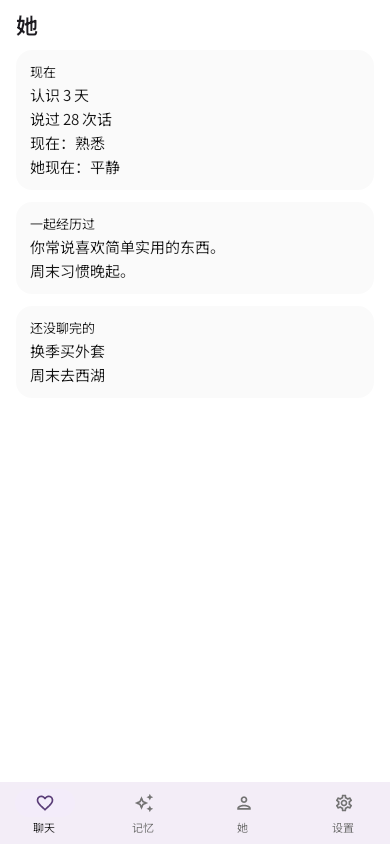 她
现在
认识 3 天
说过 28 次话
现在：熟悉
她现在：平静
一起经历过
你常说喜欢简单实用的东西。
周末习惯晚起。
还没聊完的
换季买外套
周末去西湖
聊天
记忆
她
设置